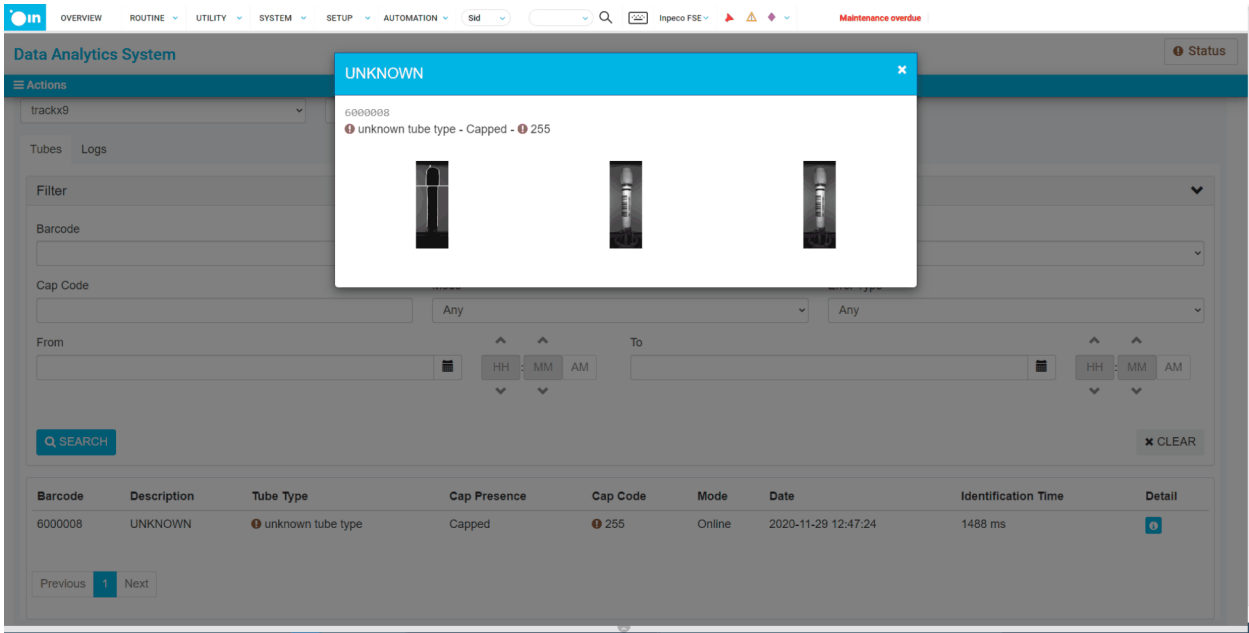 in OVERVIEW ROUTINE UTILITY SYSTEM SETUP AUTOMATION Sid Inpeco FSE Maintenance overdue
Data Analytics System
Status
Actions
UNKNOWN
trackx9
6000008
unknown tube type - Capped - 255
Tubes Logs
Filter
Barcode
Cap Code
Any Any
From To
HH : MM AM HH : MM AM
SEARCH CLEAR
Barcode Description Tube Type Cap Presence Cap Code Mode Date Identification Time Detail
6000008 UNKNOWN unknown tube type Capped 255 Online 2020-11-29 12:47:24 1488 ms
Previous 1 Next